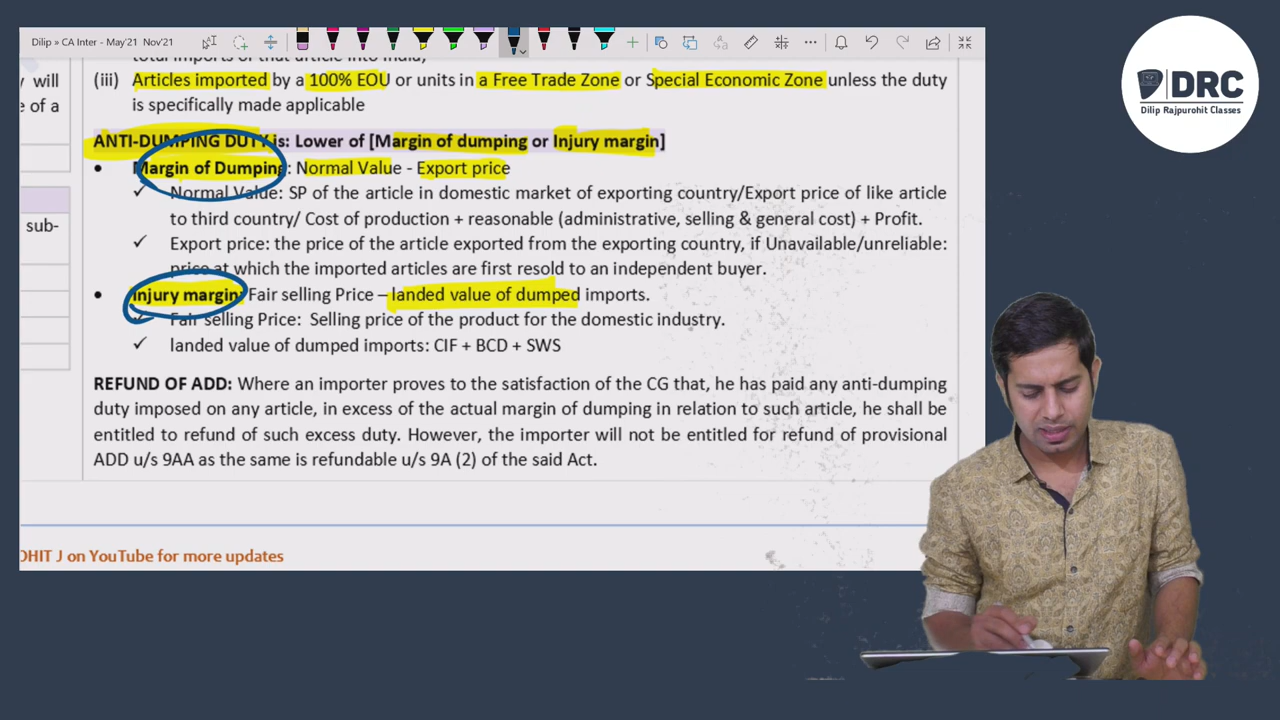 Dilip » CA Inter - May'21 Nov'21
DRC
Dilip Rajpurohit Classes
total imports of that article into India,
y will
e of a
sub-
(iii) Articles imported by a 100% EOU or units in a Free Trade Zone or Special Economic Zone unless the duty
is specifically made applicable
ANTI-DUMPING DUTY is: Lower of [Margin of dumping or Injury margin]
• Margin of Dumping: Normal Value - Export price
✓ Normal Value: SP of the article in domestic market of exporting country/Export price of like article
to third country/ Cost of production + reasonable (administrative, selling & general cost) + Profit.
✓ Export price: the price of the article exported from the exporting country, if Unavailable/unreliable:
price at which the imported articles are first resold to an independent buyer.
• Injury margin: Fair selling Price – landed value of dumped imports.
✓ Fair selling Price: Selling price of the product for the domestic industry.
✓ landed value of dumped imports: CIF + BCD + SWS
REFUND OF ADD: Where an importer proves to the satisfaction of the CG that, he has paid any anti-dumping
duty imposed on any article, in excess of the actual margin of dumping in relation to such article, he shall be
entitled to refund of such excess duty. However, the importer will not be entitled for refund of provisional
ADD u/s 9AA as the same is refundable u/s 9A (2) of the said Act.
OHIT J on YouTube for more updates